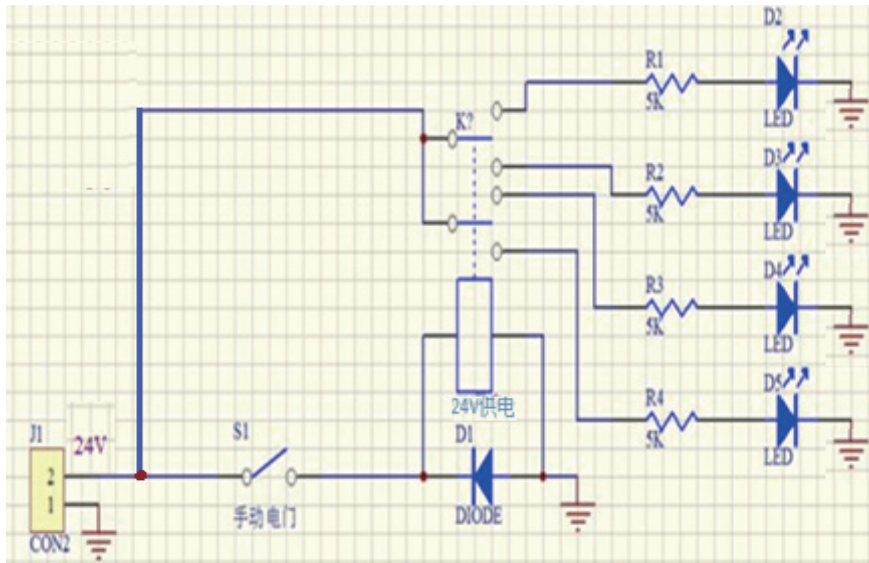 D2
R1
5K
LED
K?
D3
R2
5K
LED
D4
R3
5K
LED
24V供电
D5
R4
5K
LED
J1
24V
2
1
CON2
S1
手动电门
D1
DIODE